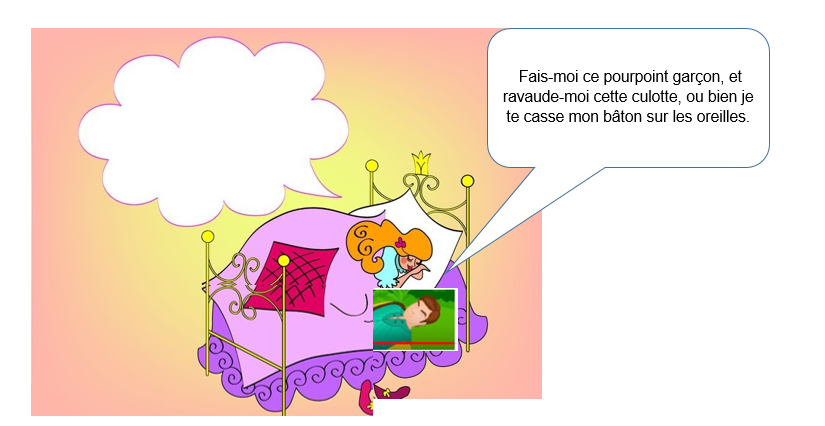 Fais-moi ce pourpoint garçon, et
ravaude-moi cette culotte, ou bien je
te casse mon bâton sur les oreilles.